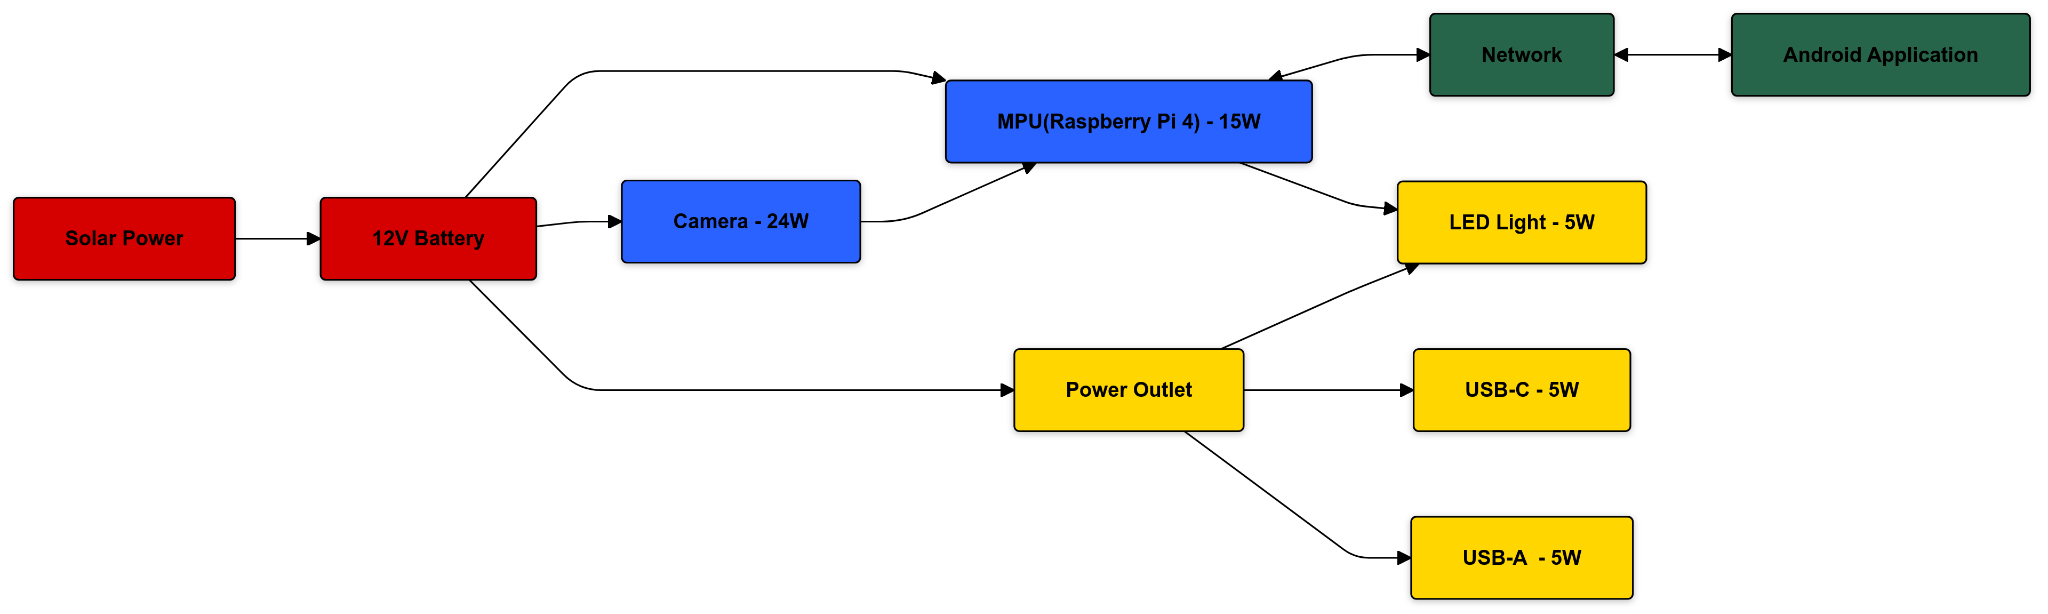 Network
Android Application
MPU(Raspberry Pi 4) - 15W
Solar Power
12V Battery
Camera - 24W
LED Light - 5W
Power Outlet
USB-C - 5W
USB-A  - 5W